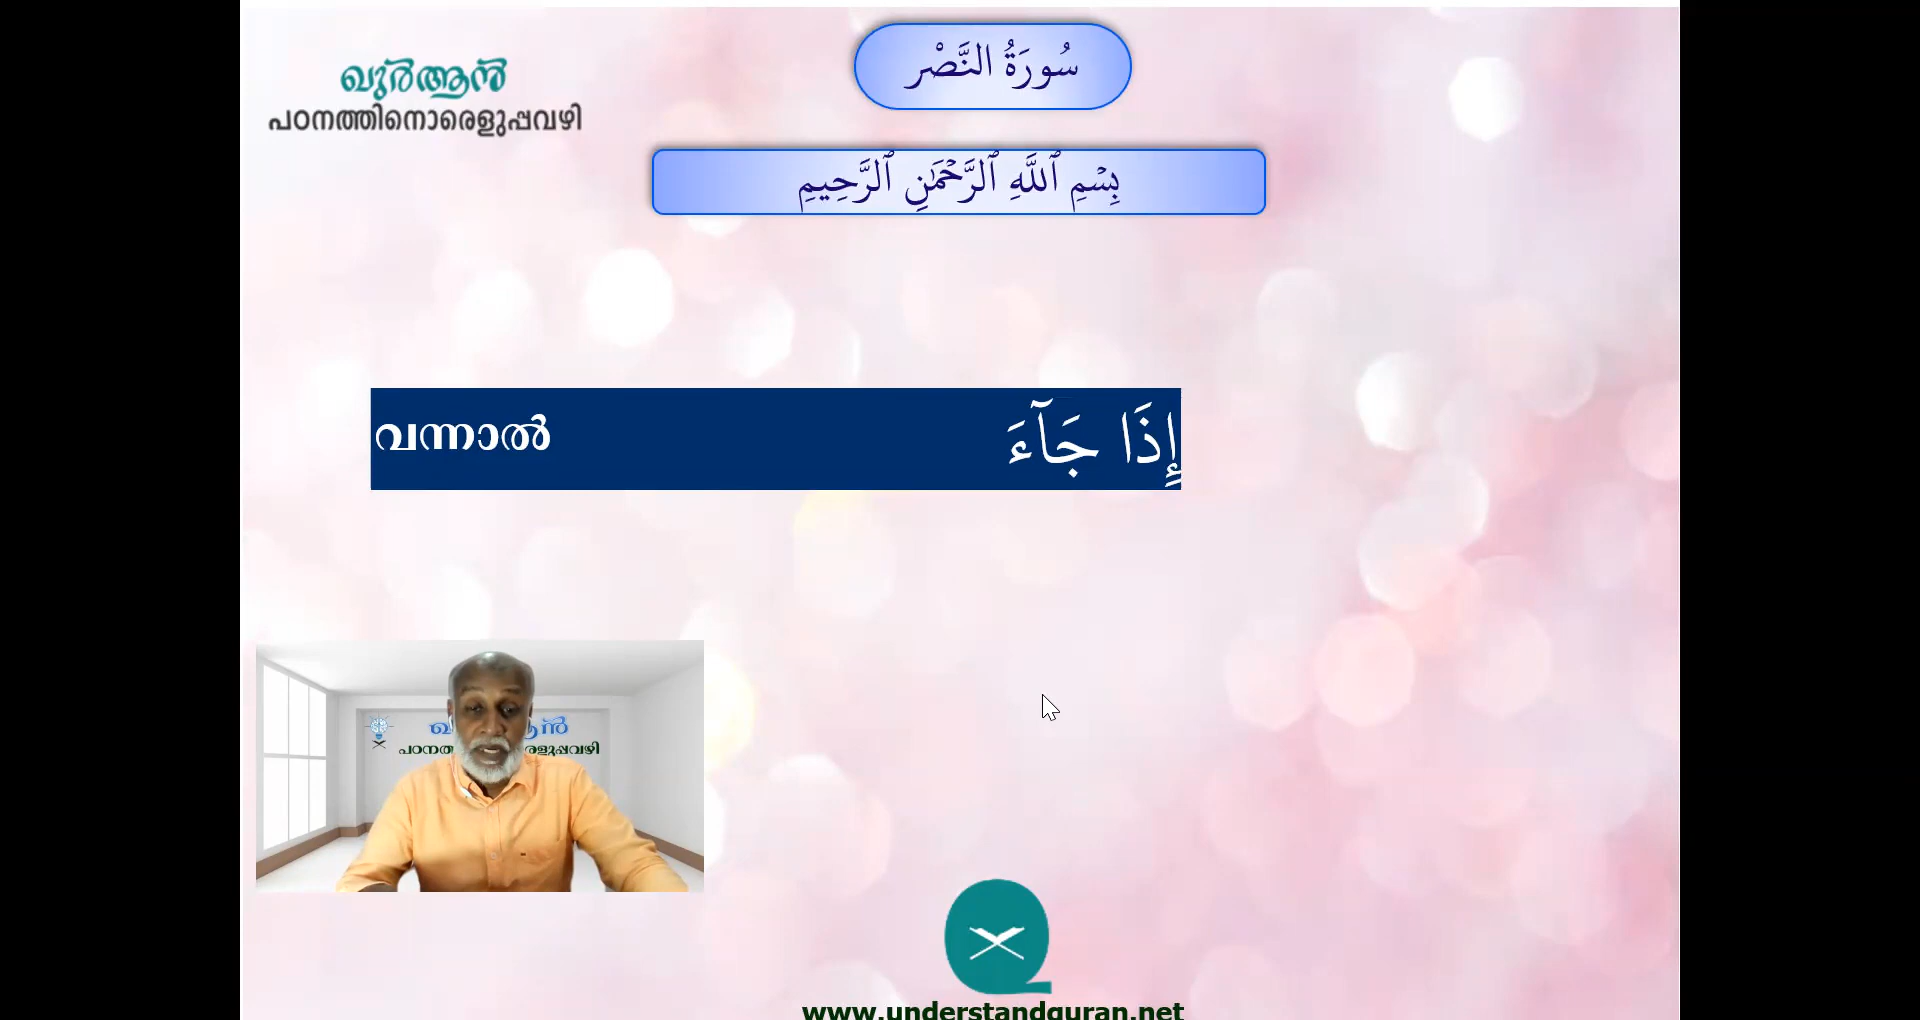 سُورَةُ النَّصْر
ഖുർആൻ
പഠനത്തിനൊരെളുപ്പവഴി
بِسۡمِ ٱللَّهِ ٱلرَّحۡمَٰنِ ٱلرَّحِيمِ
إِذَا جَآءَ
വന്നാൽ
www.understandquran.net